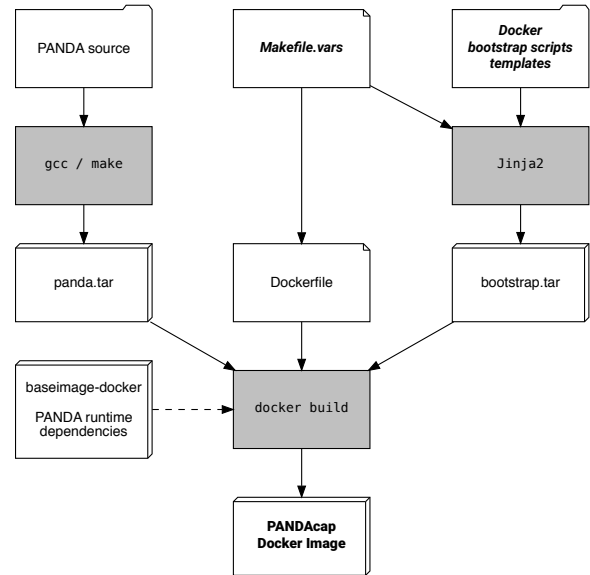 PANDA source
Makefile.vars
Docker
bootstrap scripts
templates
gcc / make
Jinja2
panda.tar
Dockerfile
bootstrap.tar
baseimage-docker
PANDA runtime
dependencies
docker build
PANDAcap
Docker Image